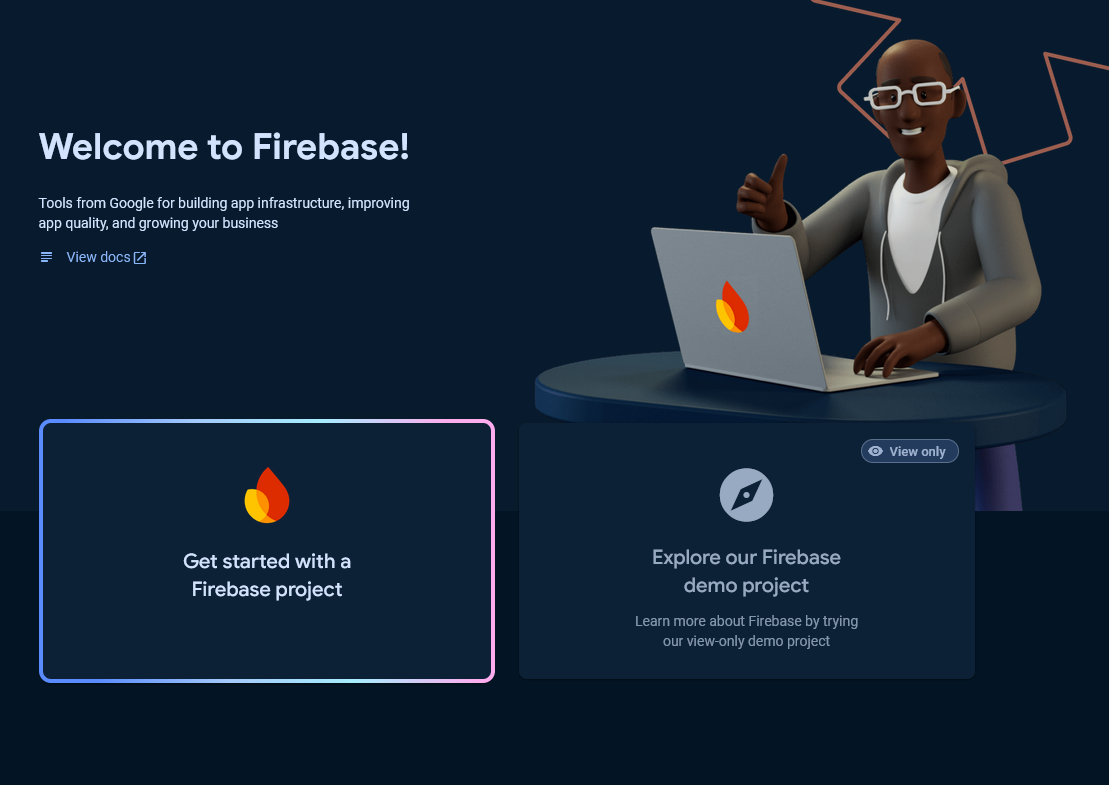 Welcome to Firebase!
Tools from Google for building app infrastructure, improving
app quality, and growing your business
View docs
View only
Get started with a
Firebase project
Explore our Firebase
demo project
Learn more about Firebase by trying
our view-only demo project